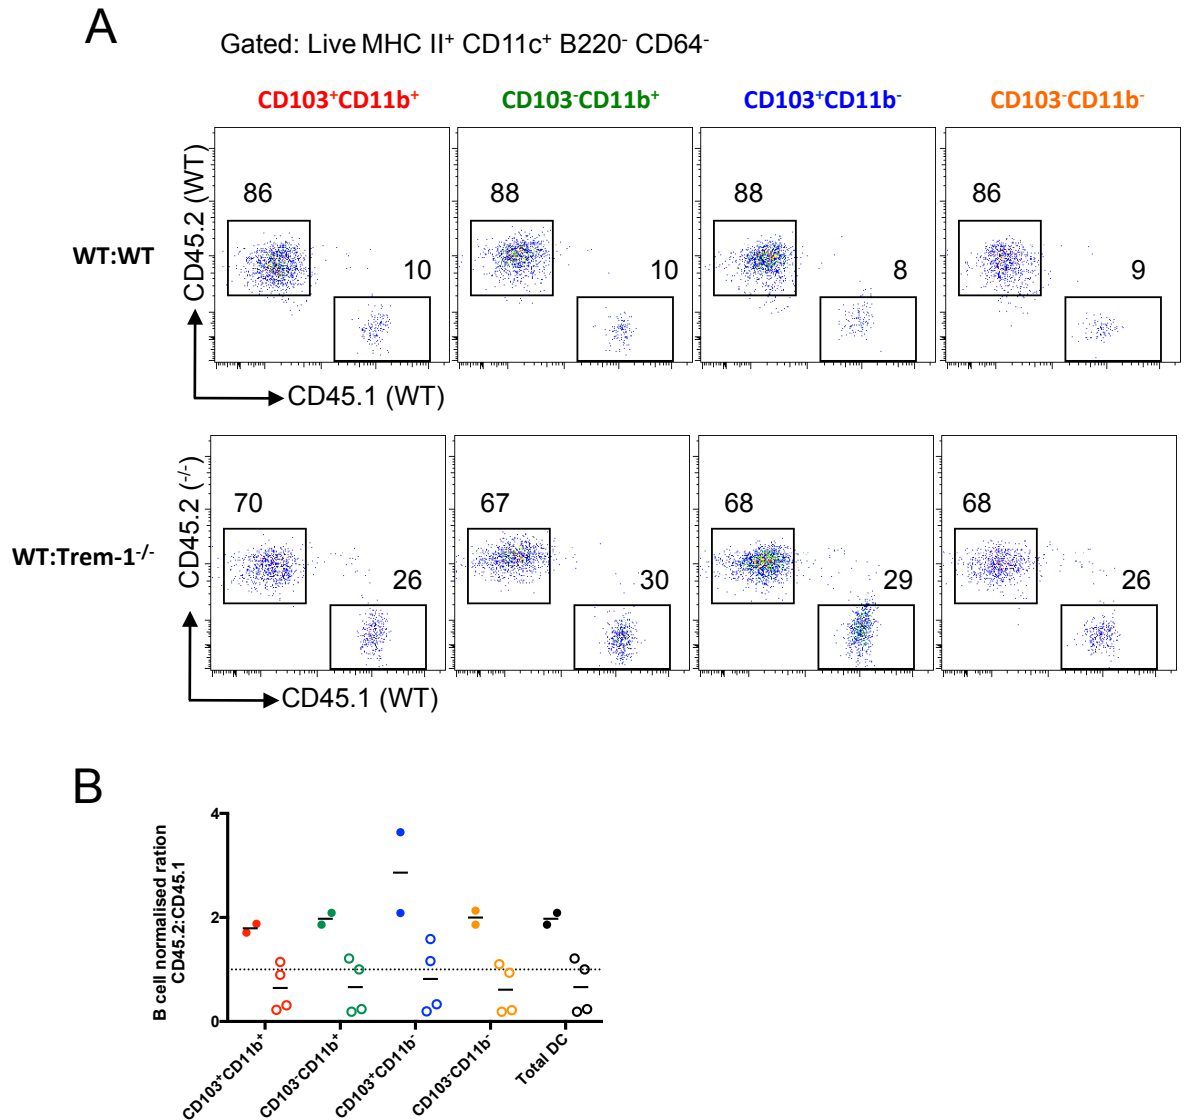 A
Gated: Live MHC II⁺ CD11c⁺ B220⁻ CD64⁻
CD103⁺CD11b⁺ CD103⁻CD11b⁺ CD103⁺CD11b⁻ CD103⁻CD11b⁻
WT:WT
CD45.2 (WT)
86 10 88 10 88 8 86 9
CD45.1 (WT)
WT:Trem-1⁻/⁻
CD45.2 (⁻/⁻)
70 26 67 30 68 29 68 26
CD45.1 (WT)
B
B cell normalised ration
CD45.2:CD45.1
4
2
0
CD103⁺CD11b⁺ CD103⁻CD11b⁺ CD103⁺CD11b⁻ CD103⁻CD11b⁻ Total DC